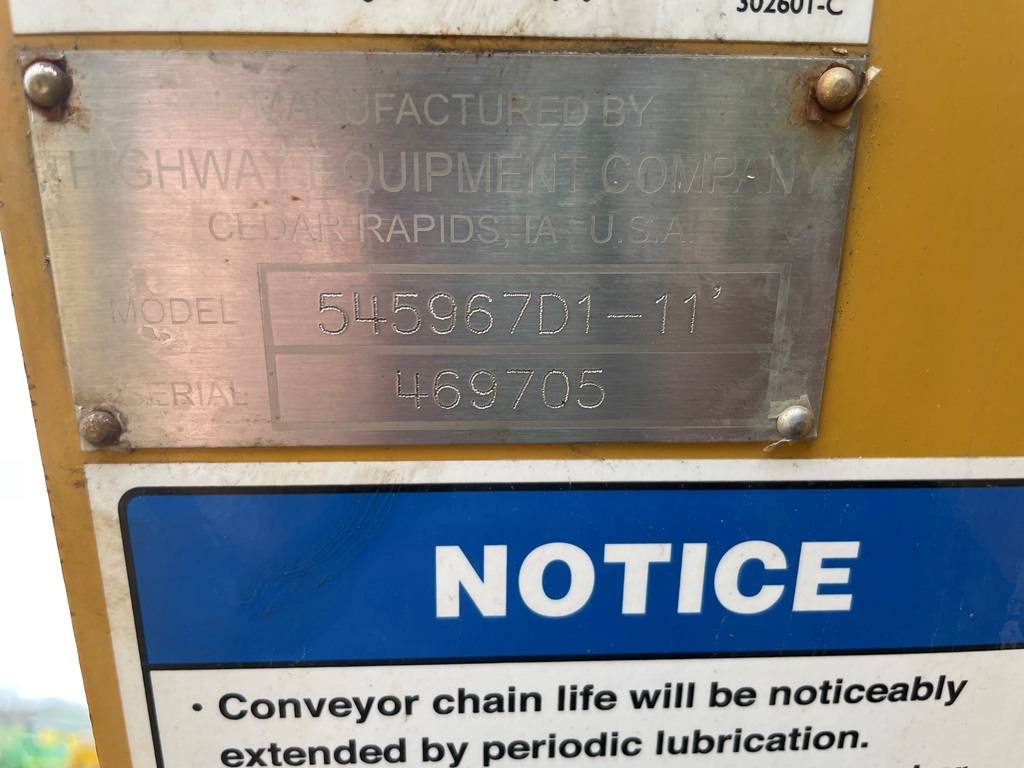 302601-C
MANUFACTURED BY
HIGHWAY EQUIPMENT COMPANY
CEDAR RAPIDS, IA U.S.A.
MODEL 545967D1-11'
SERIAL 469705
NOTICE
• Conveyor chain life will be noticeably
extended by periodic lubrication.